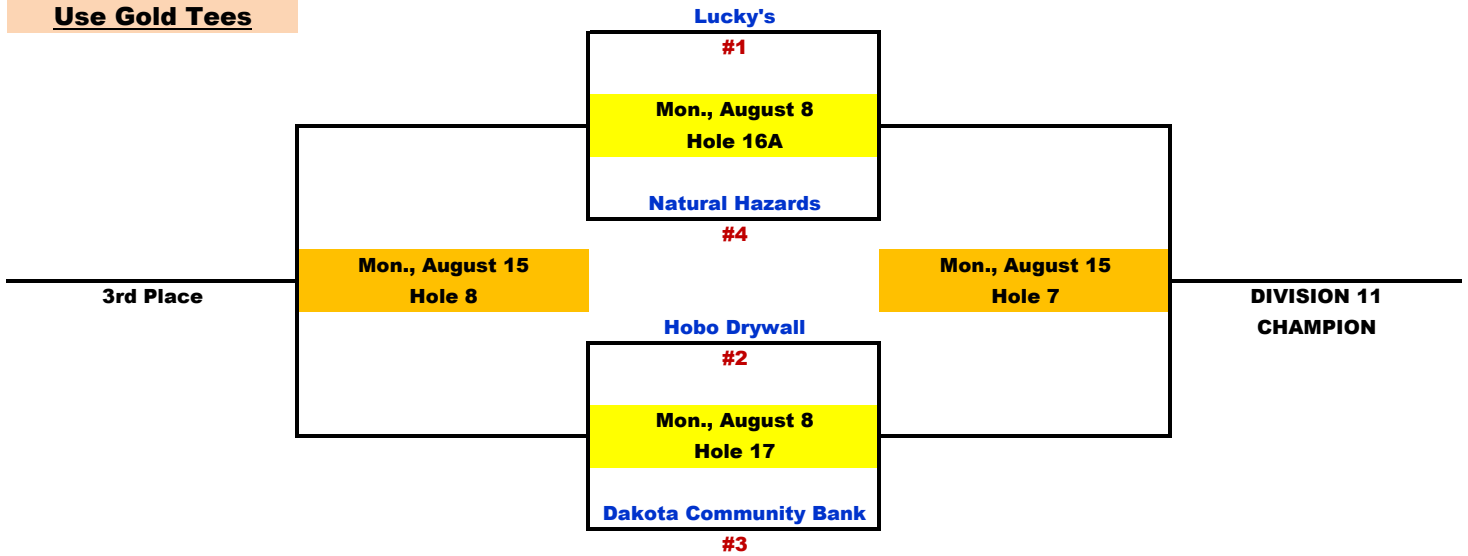 Use Gold Tees
Lucky's
#1
Mon., August 8
Hole 16A
Natural Hazards
#4
Mon., August 15
Hole 8
Mon., August 15
Hole 7
3rd Place
DIVISION 11
CHAMPION
Hobo Drywall
#2
Mon., August 8
Hole 17
Dakota Community Bank
#3